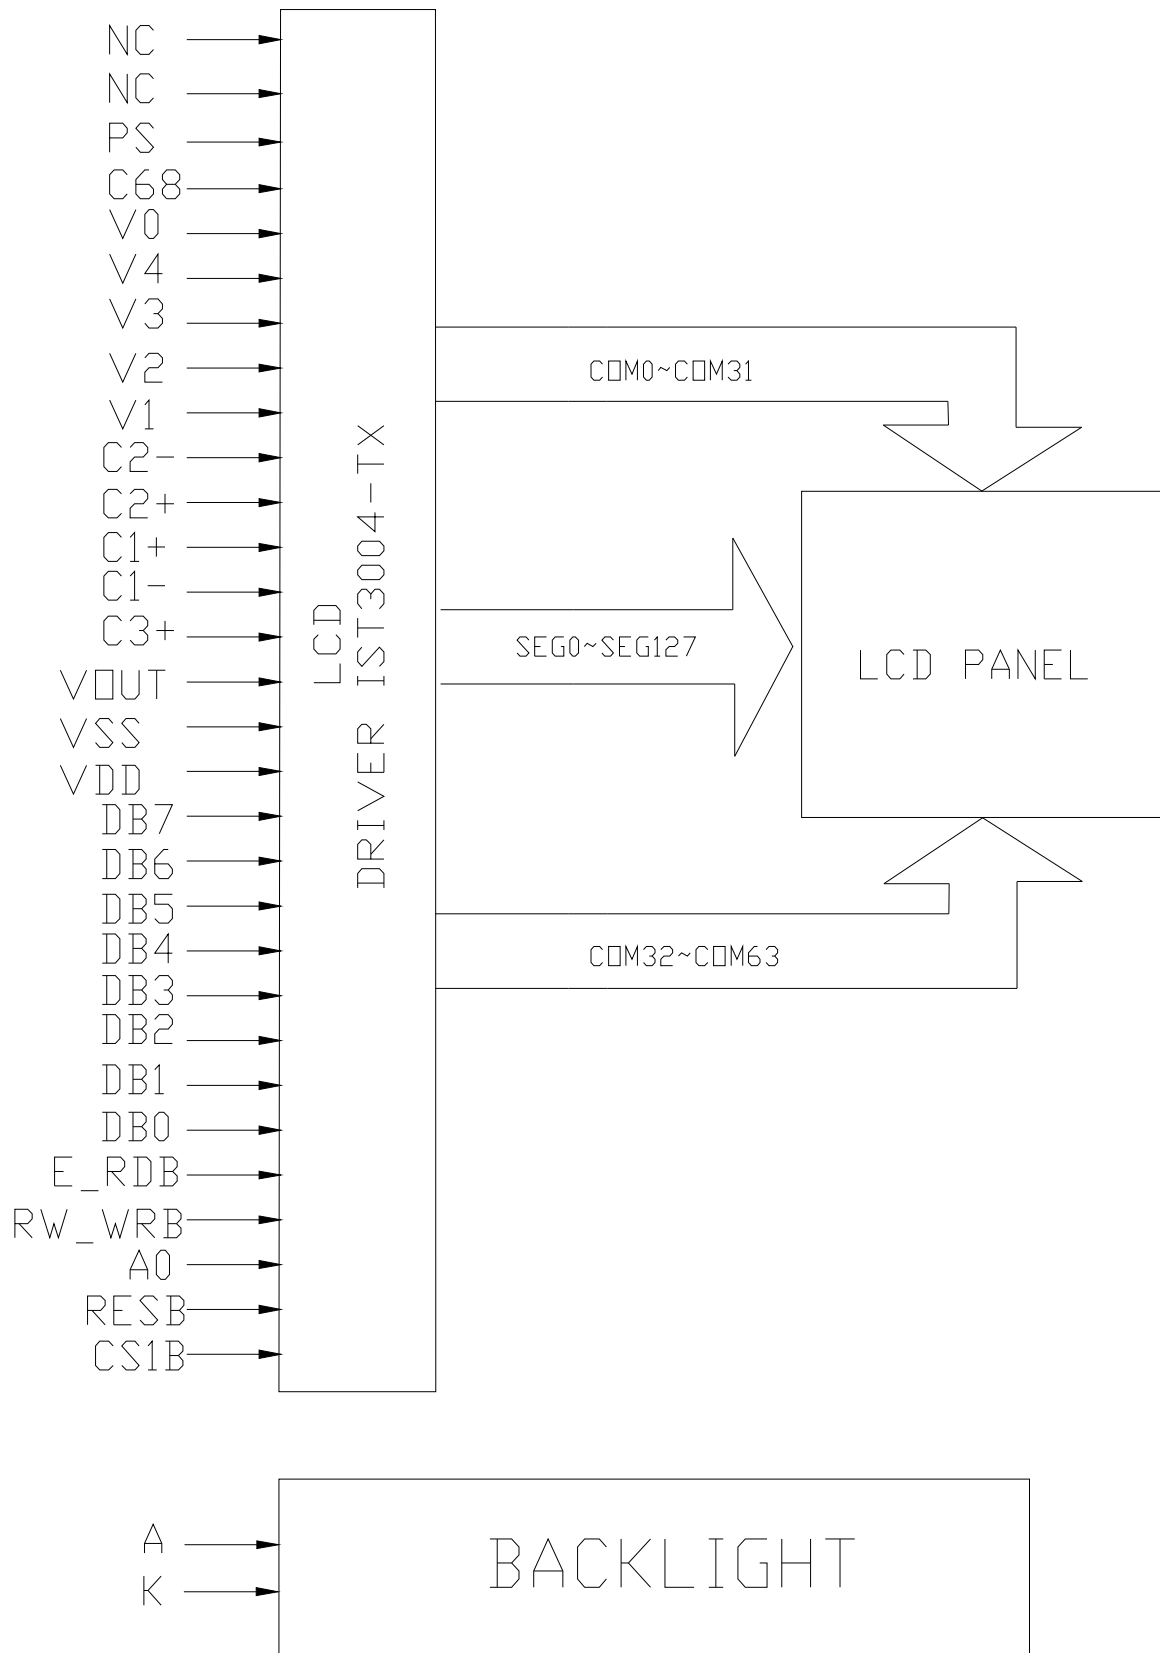 NC
NC
PS
C68
V0
V4
V3
V2
V1
C2-
C2+
C1+
C1-
C3+
VOUT
VSS
VDD
DB7
DB6
DB5
DB4
DB3
DB2
DB1
DB0
E_RDB
RW_WRB
A0
RESB
CS1B
LCD
DRIVER IST3004-TX
COM0~COM31
SEG0~SEG127
LCD PANEL
COM32~COM63
A
K
BACKLIGHT